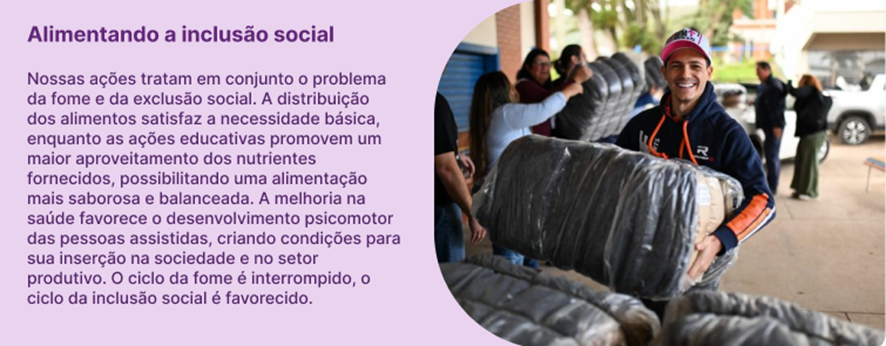 Alimentando a inclusão social
Nossas ações tratam em conjunto o problema
da fome e da exclusão social. A distribuição
dos alimentos satisfaz a necessidade básica,
enquanto as ações educativas promovem um
maior aproveitamento dos nutrientes
fornecidos, possibilitando uma alimentação
mais saborosa e balanceada. A melhoria na
saúde favorece o desenvolvimento psicomotor
das pessoas assistidas, criando condições para
sua inserção na sociedade e no setor
produtivo. O ciclo da fome é interrompido, o
ciclo da inclusão social é favorecido.